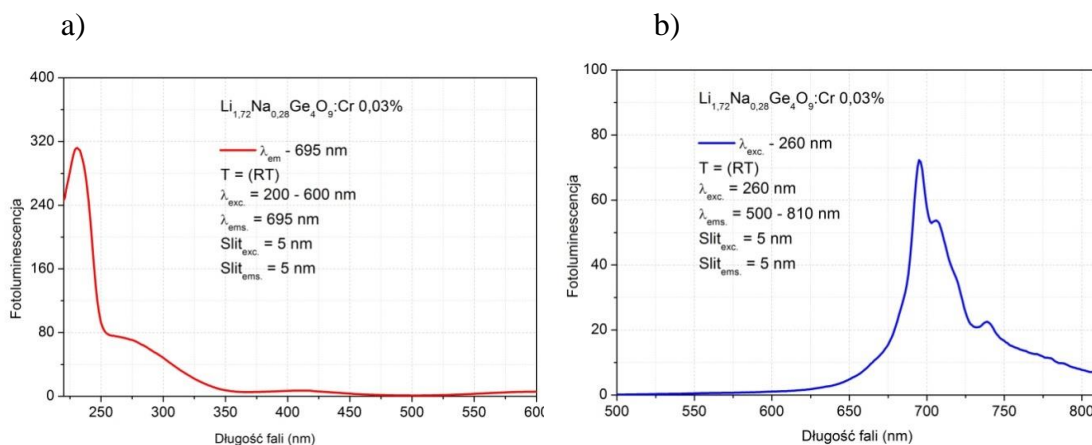 a)
b)
400
320
240
160
80
0
Fotoluminescencja
Li1,72Na0,28Ge4O9:Cr 0,03%
λem - 695 nm
T = (RT)
λexc. = 200 - 600 nm
λems. = 695 nm
Slitexc. = 5 nm
Slitems. = 5 nm
250 300 350 400 450 500 550 600
Długość fali (nm)
100
80
60
40
20
0
Fotoluminescencja
Li1,72Na0,28Ge4O9:Cr 0,03%
λexc. - 260 nm
T = (RT)
λexc. = 260 nm
λems. = 500 - 810 nm
Slitexc. = 5 nm
Slitems. = 5 nm
500 550 600 650 700 750 800
Długość fali (nm)